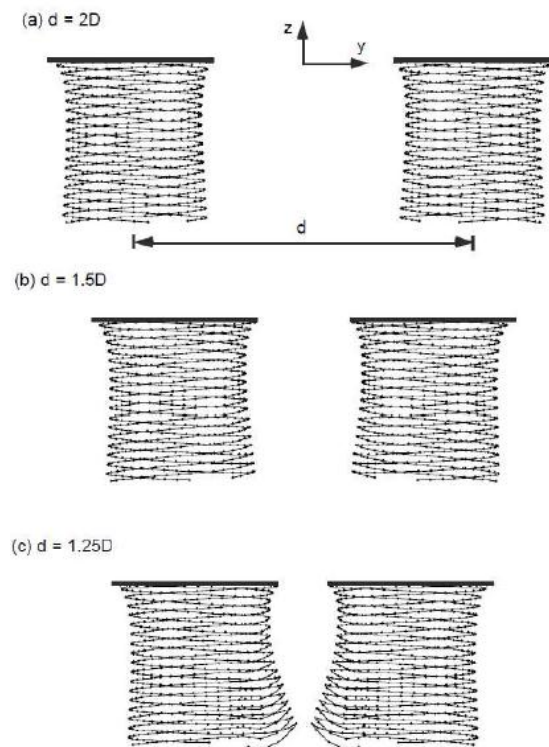 (a) d = 2D
z
y
d
(b) d = 1.5D
(c) d = 1.25D